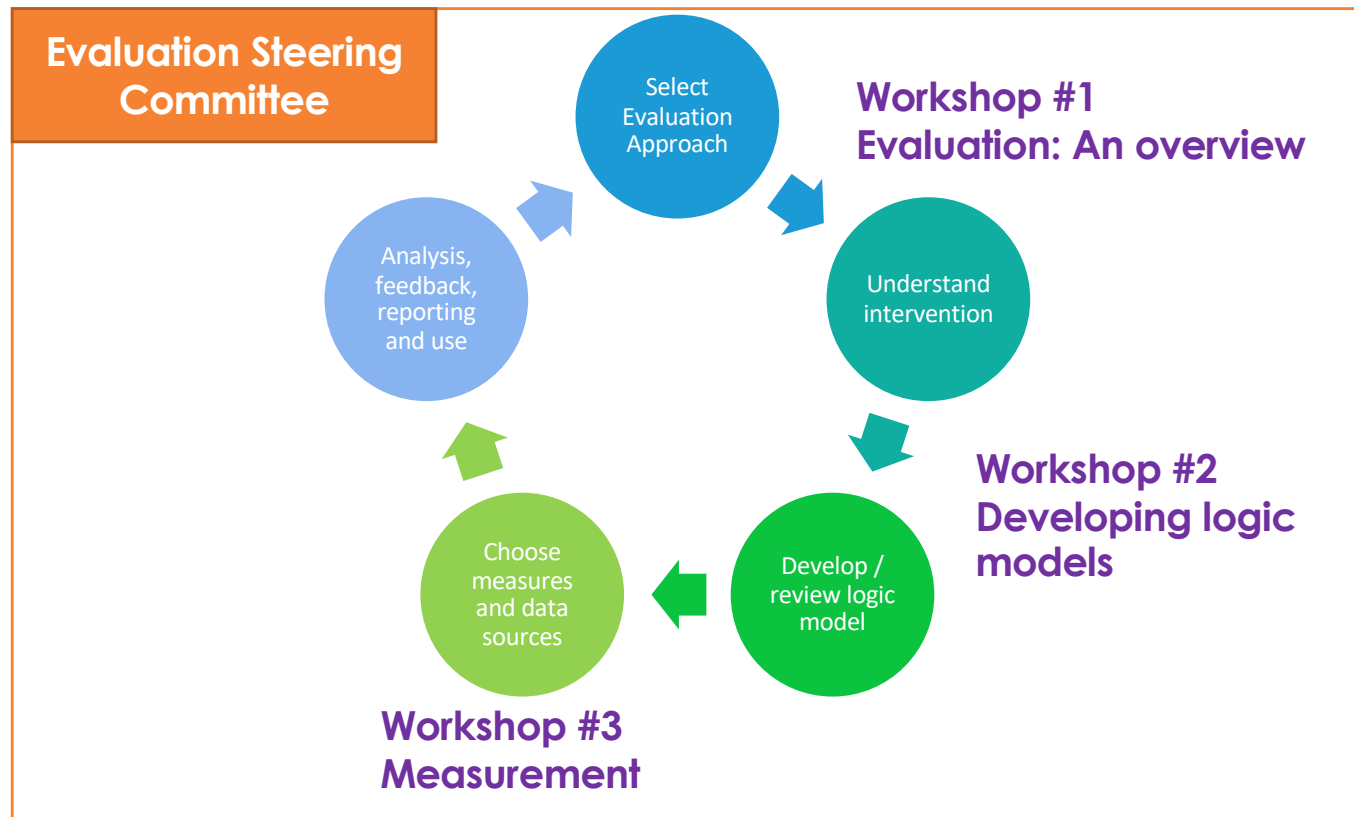 Evaluation Steering
Committee
Select
Evaluation
Approach
Workshop #1
Evaluation: An overview
Understand
intervention
Workshop #2
Developing logic
models
Develop /
review logic
model
Choose
measures
and data
sources
Workshop #3
Measurement
Analysis,
feedback,
reporting
and use